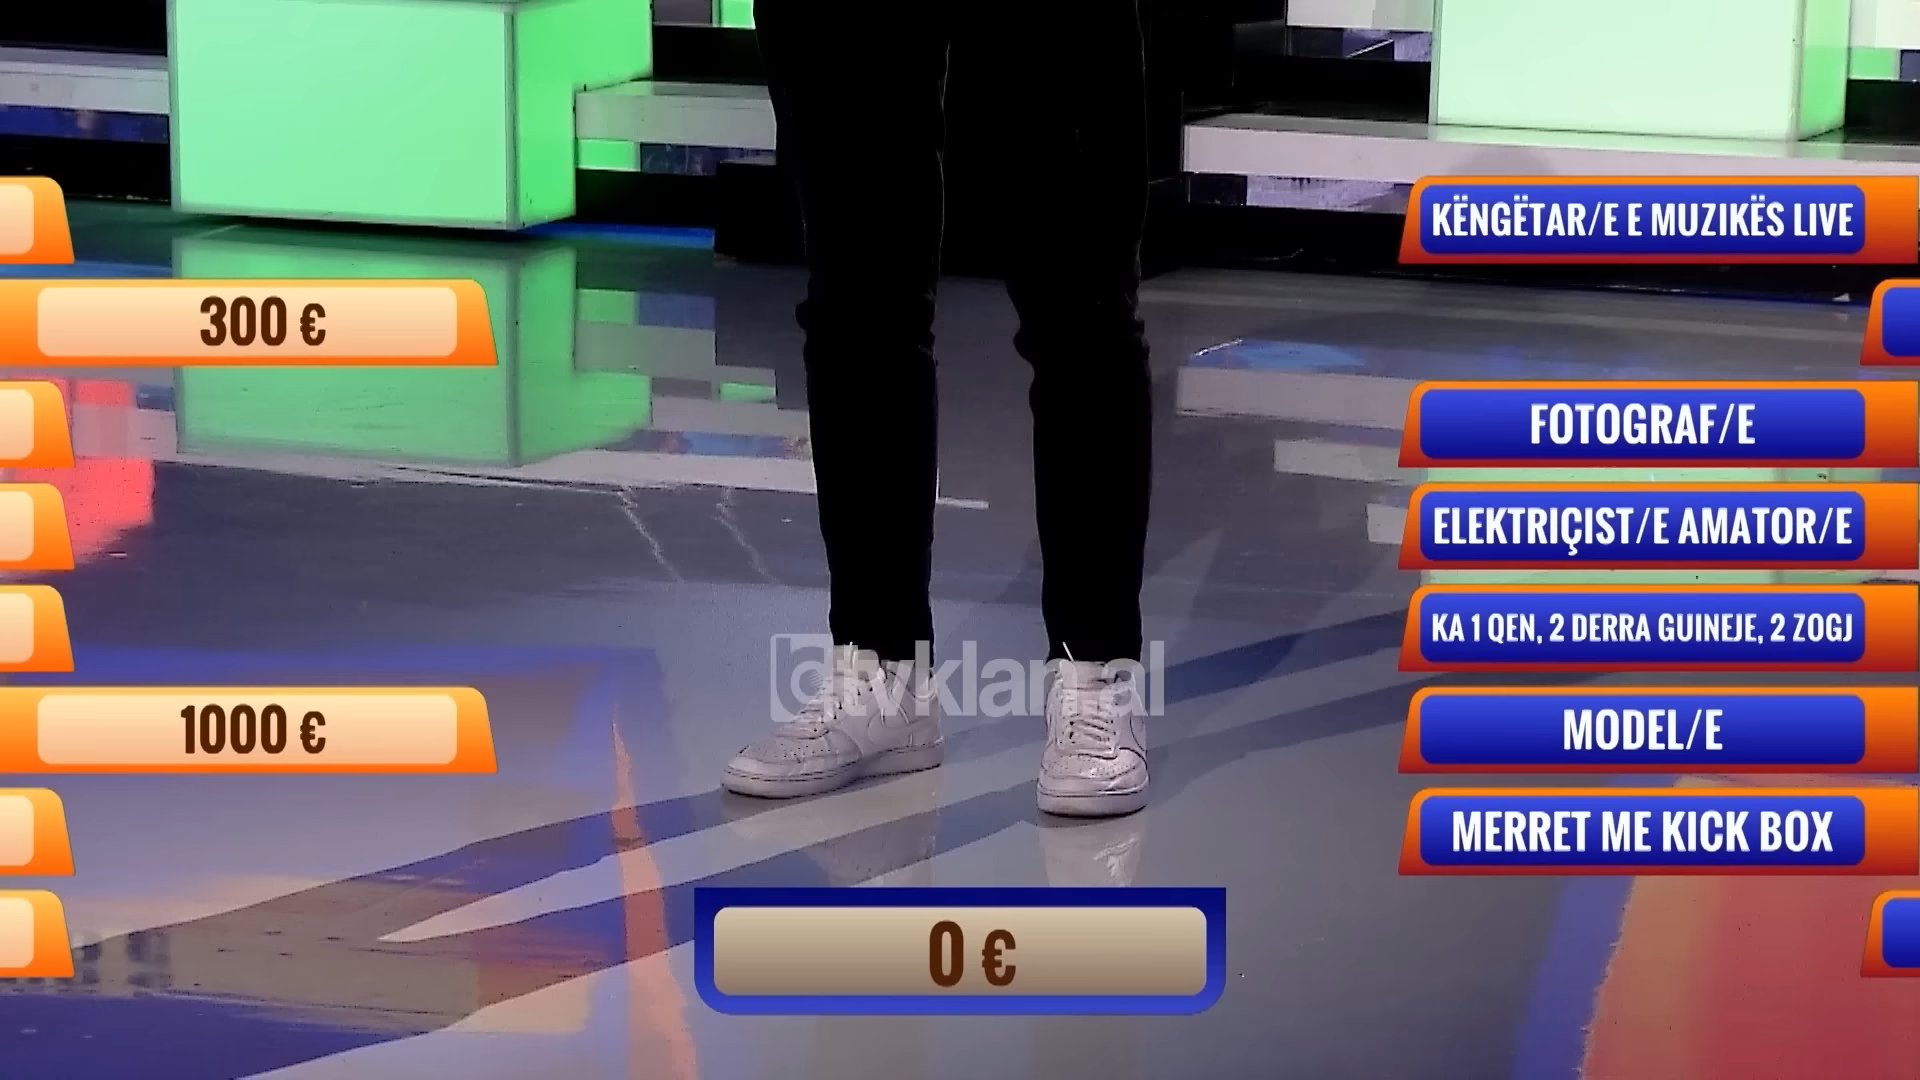 KËNGËTAR/E E MUZIKËS LIVE
300 €
FOTOGRAF/E
ELEKTRIÇIST/E AMATOR/E
KA 1 QEN, 2 DERRA GUINEJE, 2 ZOGJ
tvklan.al
1000 €
MODEL/E
MERRET ME KICK BOX
0 €